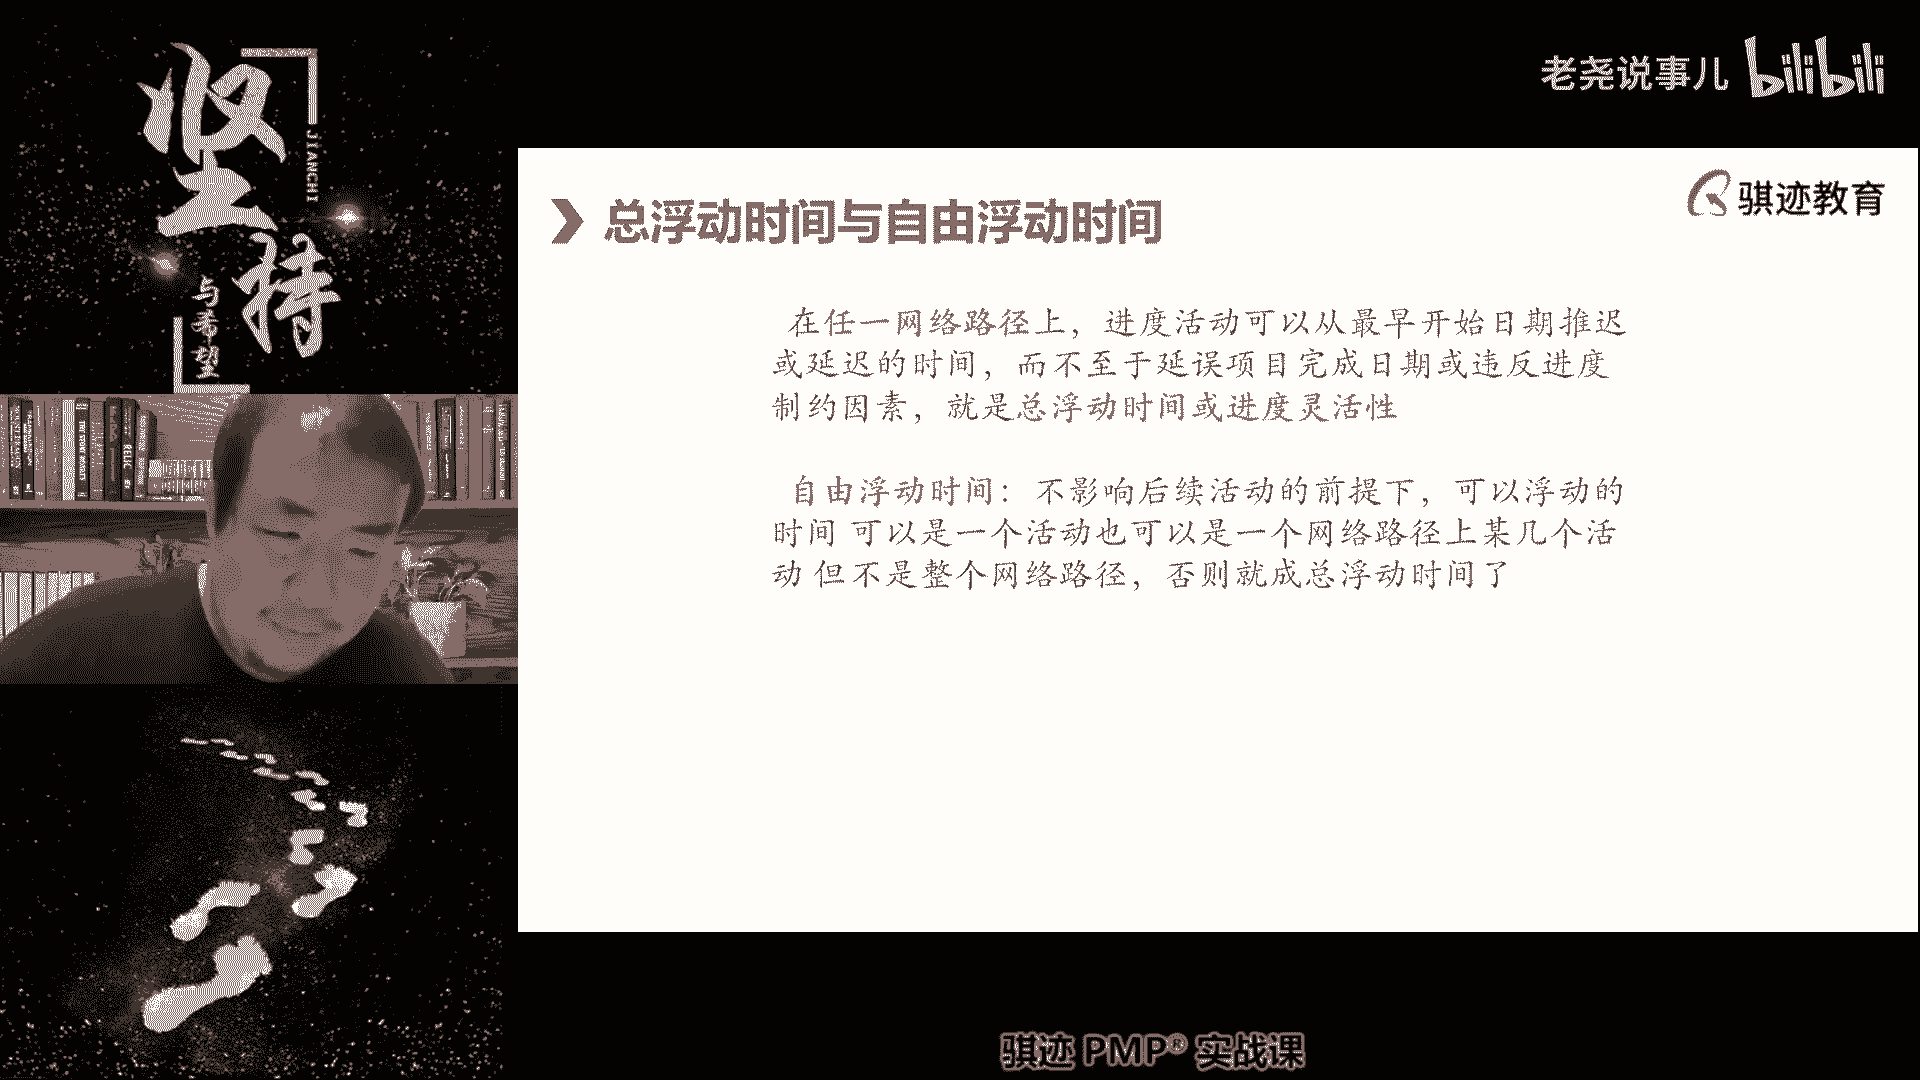 坚持
JIANCHI
与希望
老尧说事儿 bilibili
骐迹教育
总浮动时间与自由浮动时间
在任一网络路径上，进度活动可以从最早开始日期推迟
或延迟的时间，而不至于延误项目完成日期或违反进度
制约因素，就是总浮动时间或进度灵活性
自由浮动时间： 不影响后续活动的前提下，可以浮动的
时间 可以是一个活动也可以是一个网络路径上某几个活
动 但不是整个网络路径，否则就成总浮动时间了
RELIC
骐迹 PMP® 实战课